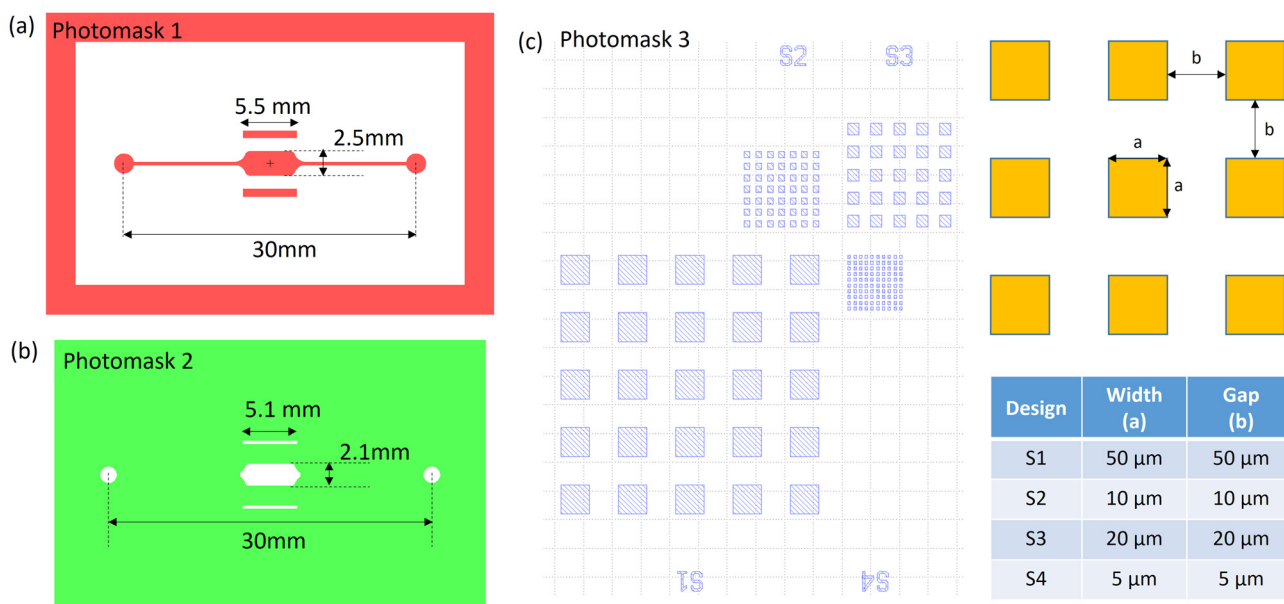 (a)
Photomask 1
5.5 mm
2.5mm
30mm
(b)
Photomask 2
5.1 mm
2.1mm
30mm
(c)
Photomask 3
S2
S3
S1
S4
b
b
a
a
Design
Width
(a)
Gap
(b)
S1
50 μm
50 μm
S2
10 μm
10 μm
S3
20 μm
20 μm
S4
5 μm
5 μm